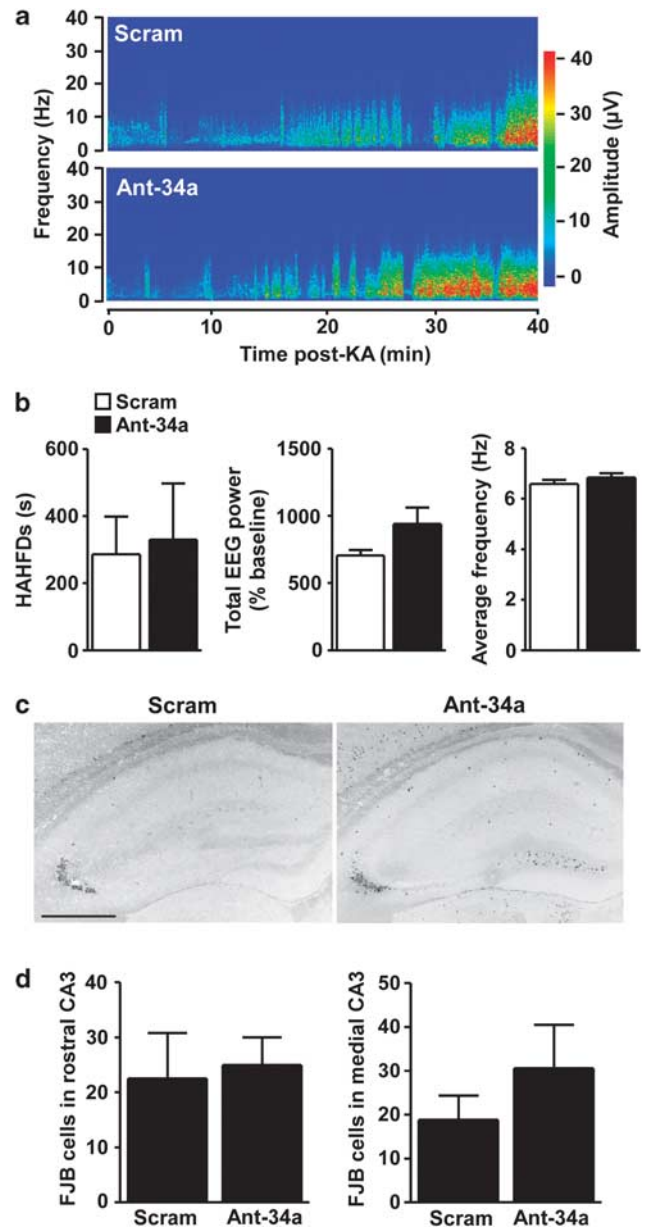 a
Scram
40
30
20
10
0
Ant-34a
40
30
20
10
0
Frequency (Hz)
40
30
20
10
0
Amplitude (µV)
0 10 20 30 40
Time post-KA (min)
b
Scram
Ant-34a
600
400
200
0
HAHFDs (s)
1000
500
0
1500
Total EEG power
(% baseline)
8
6
4
2
0
Average frequency (Hz)
c
Scram
Ant-34a
d
40
30
20
10
0
FJB cells in rostral CA3
Scram Ant-34a
50
40
30
20
10
0
FJB cells in medial CA3
Scram Ant-34a